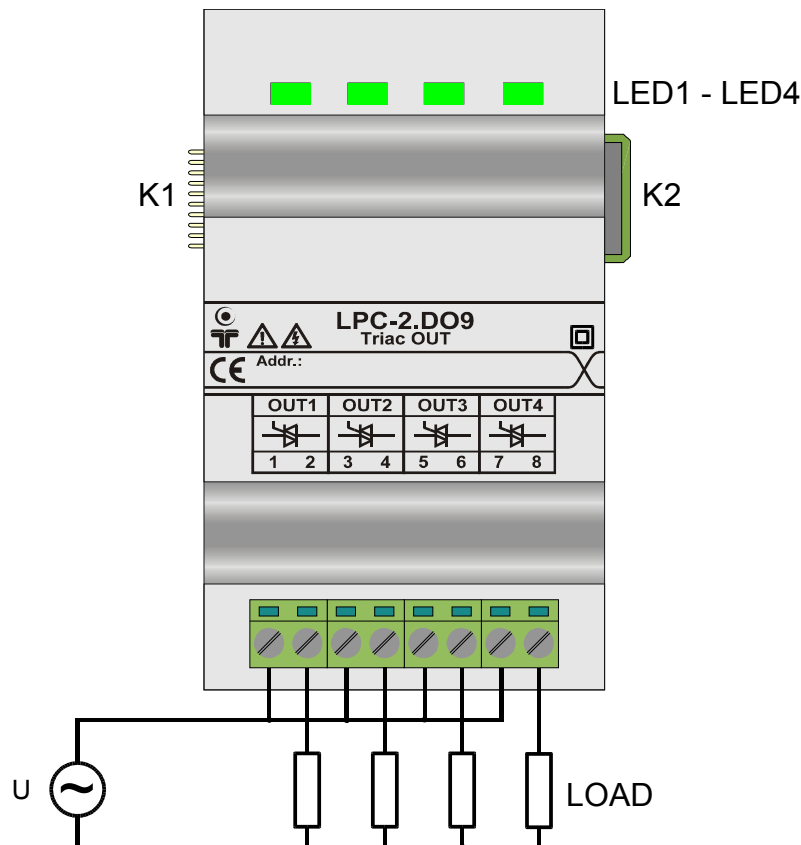 LED1 - LED4
K1
K2
LPC-2.DO9
Triac OUT
CE Addr.:
OUT1 OUT2 OUT3 OUT4
1 2 3 4 5 6 7 8
U
LOAD